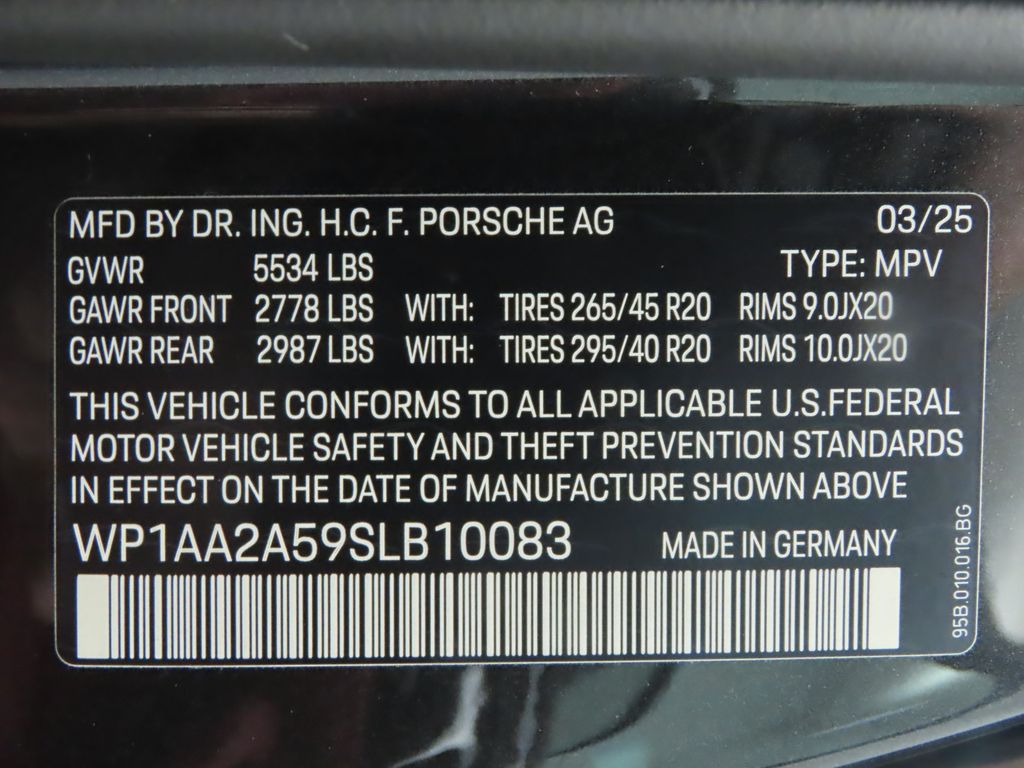 MFD BY DR. ING. H.C. F. PORSCHE AG 03/25
GVWR 5534 LBS TYPE: MPV
GAWR FRONT 2778 LBS WITH: TIRES 265/45 R20 RIMS 9.0JX20
GAWR REAR 2987 LBS WITH: TIRES 295/40 R20 RIMS 10.0JX20
THIS VEHICLE CONFORMS TO ALL APPLICABLE U.S.FEDERAL
MOTOR VEHICLE SAFETY AND THEFT PREVENTION STANDARDS
IN EFFECT ON THE DATE OF MANUFACTURE SHOWN ABOVE
WP1AA2A59SLB10083 MADE IN GERMANY
95B.010.016.BG